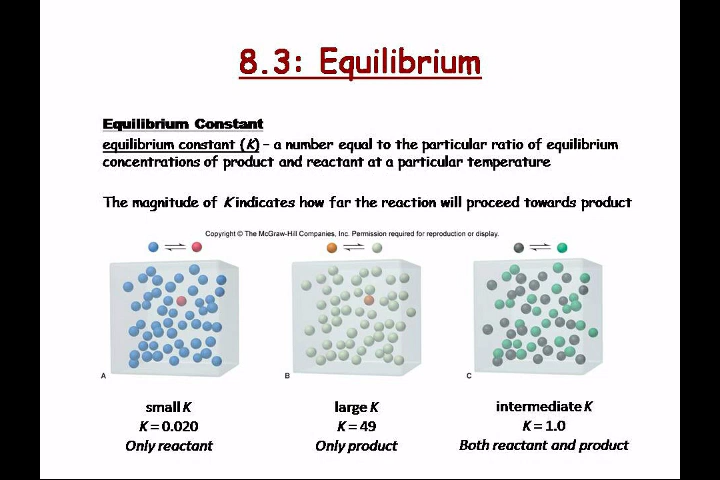 8.3: Equilibrium
Equilibrium Constant
equilibrium constant (K) – a number equal to the particular ratio of equilibrium
concentrations of product and reactant at a particular temperature
The magnitude of K indicates how far the reaction will proceed towards product
Copyright © The McGraw-Hill Companies, Inc. Permission required for reproduction or display.
A
B
C
small K
K = 0.020
Only reactant
large K
K = 49
Only product
intermediate K
K = 1.0
Both reactant and product